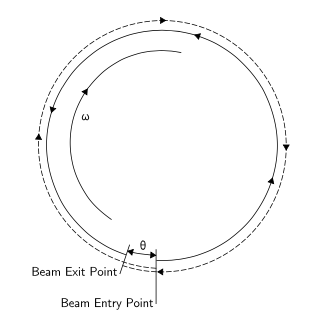 ω
θ
Beam Exit Point
Beam Entry Point